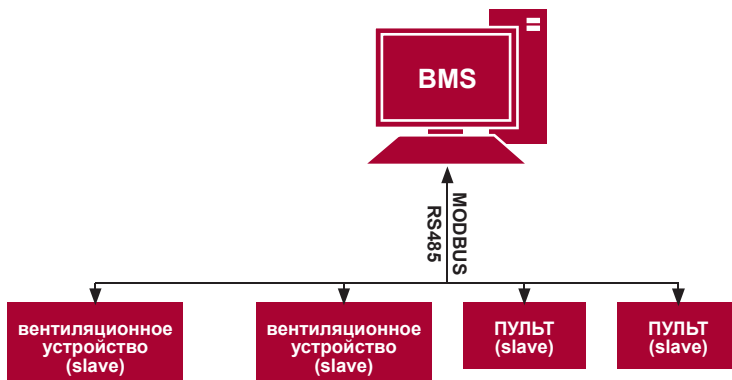 BMS
MODBUS
RS485
вентиляционное
устройство
(slave)
вентиляционное
устройство
(slave)
ПУЛЬТ
(slave)
ПУЛЬТ
(slave)